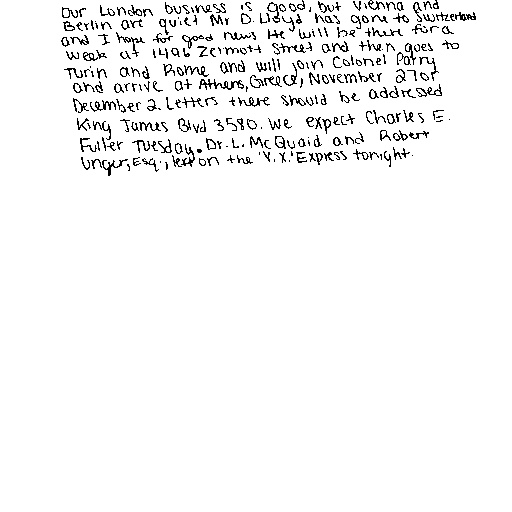 Our London business is good, but Vienna and
Berlin are quiet Mr D. Lloyd has gone to Switzerland
and I hope for good news He will be there for a
week at 1496 Zermott Street and then goes to
Turin and Rome and will join Colonel Parry
and arrive at Athens, Greece, November 27 or
December 2. Letters there should be addressed
King James Blvd 3580. We expect Charles E.
Fuller Tuesday. Dr. L. McQuaid and Robert
Unger, Esq., left on the "Y.X." Express tonight.